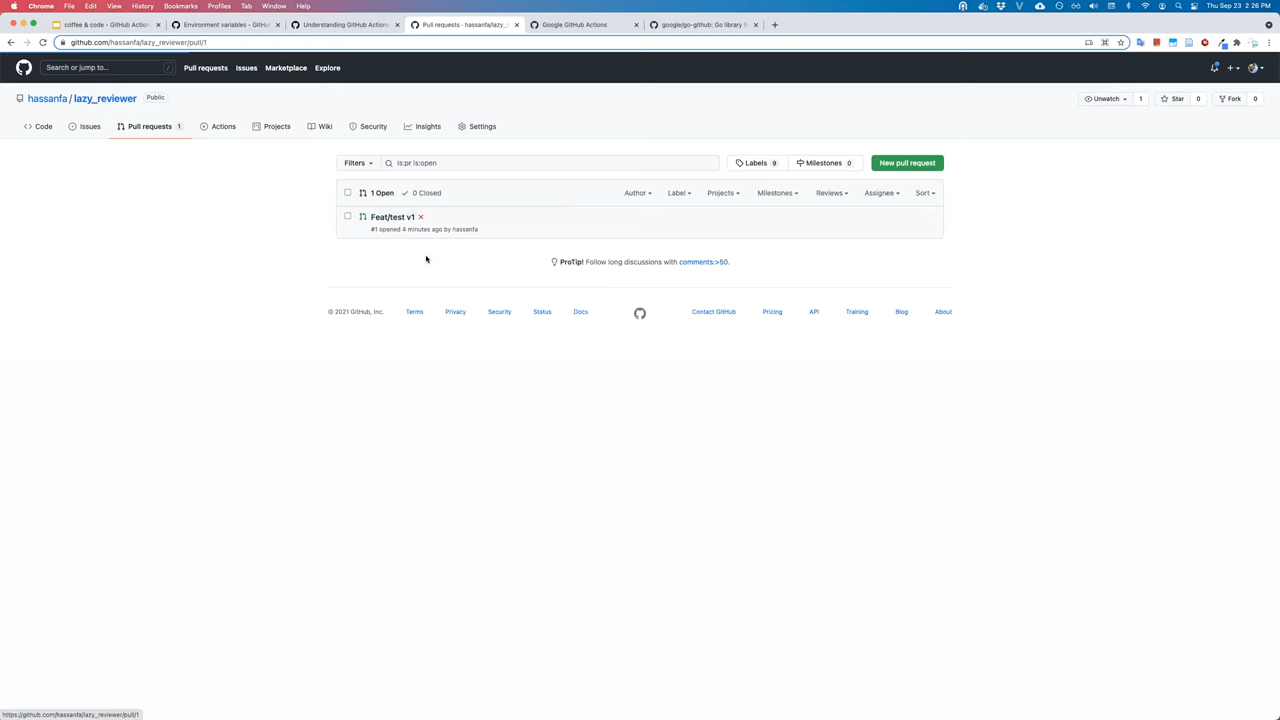 Chrome File Edit View History Bookmarks Profiles Tab Window Help Thu Sep 23 2:26 PM
coffee & code - GitHub Action Environment variables - GitHu Understanding GitHub Action Pull requests · hassanfa/lazy_r Google GitHub Actions google/go-github: Go library f
github.com/hassanfa/lazy_reviewer/pull/1
Search or jump to... / Pull requests Issues Marketplace Explore
hassanfa / lazy_reviewer Public Unwatch 1 Star 0 Fork 0
Code Issues Pull requests 1 Actions Projects Wiki Security Insights Settings
Filters is:pr is:open Labels 9 Milestones 0 New pull request
1 Open 0 Closed Author Label Projects Milestones Reviews Assignee Sort
Feat/test v1
#1 opened 4 minutes ago by hassanfa
ProTip! Follow long discussions with comments:>50.
© 2021 GitHub, Inc. Terms Privacy Security Status Docs Contact GitHub Pricing API Training Blog About
https://github.com/hassanfa/lazy_reviewer/pull/1